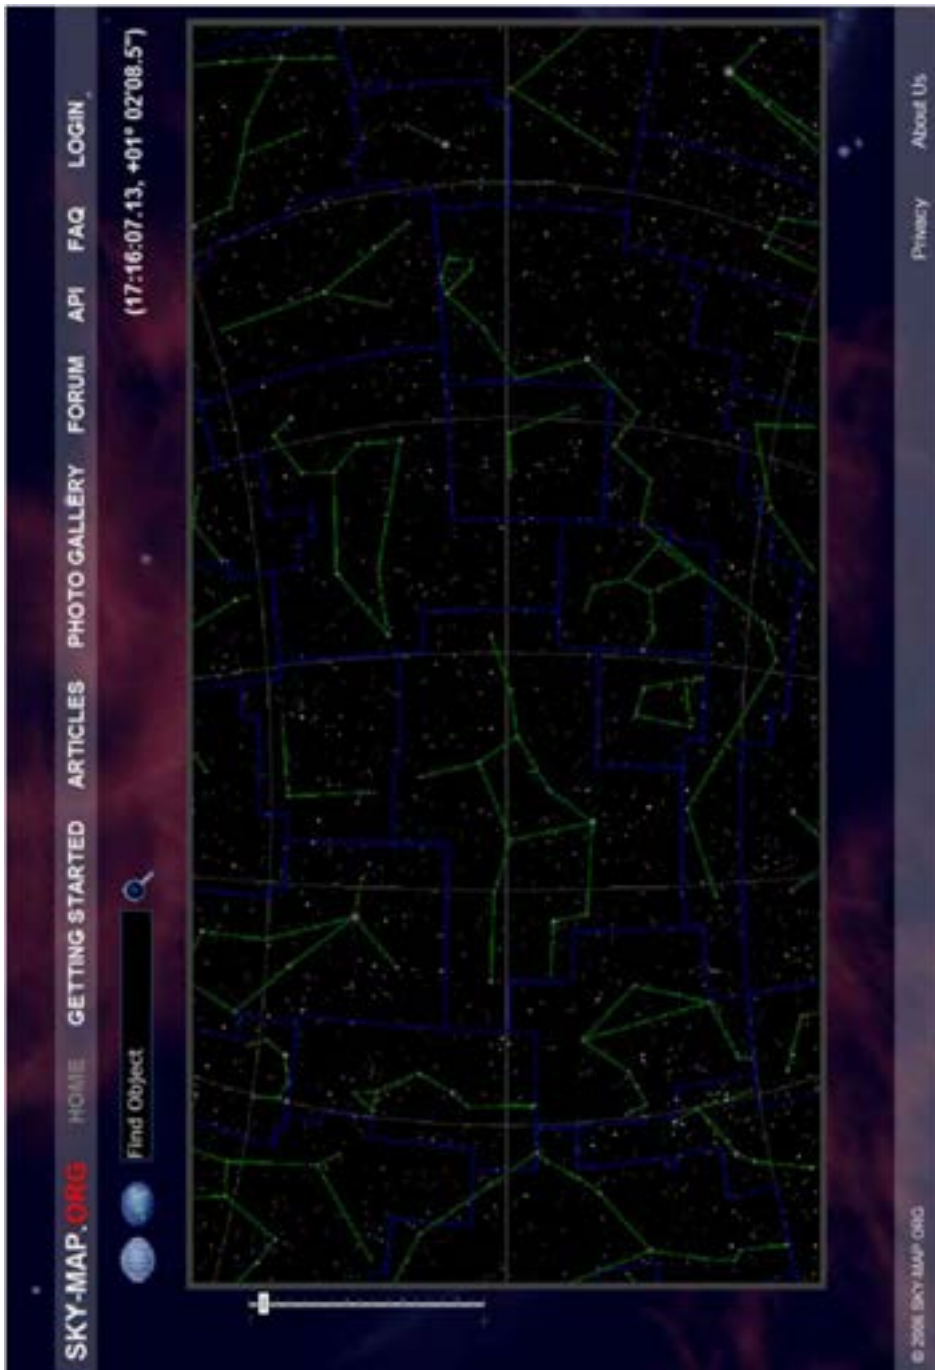 SKY-MAP.ORG HOME GETTING STARTED ARTICLES PHOTO GALLERY FORUM API FAQ LOGIN
Find Object (17:16:07.13, +01° 02'08.5")
© 2006 SKY-MAP.ORG Privacy About Us